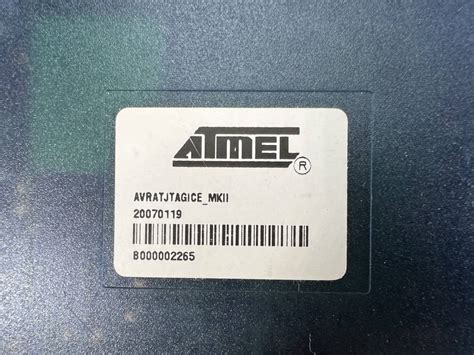 ATMEL
®
AVRATJTAGICE_MKII
20070119
B000002265